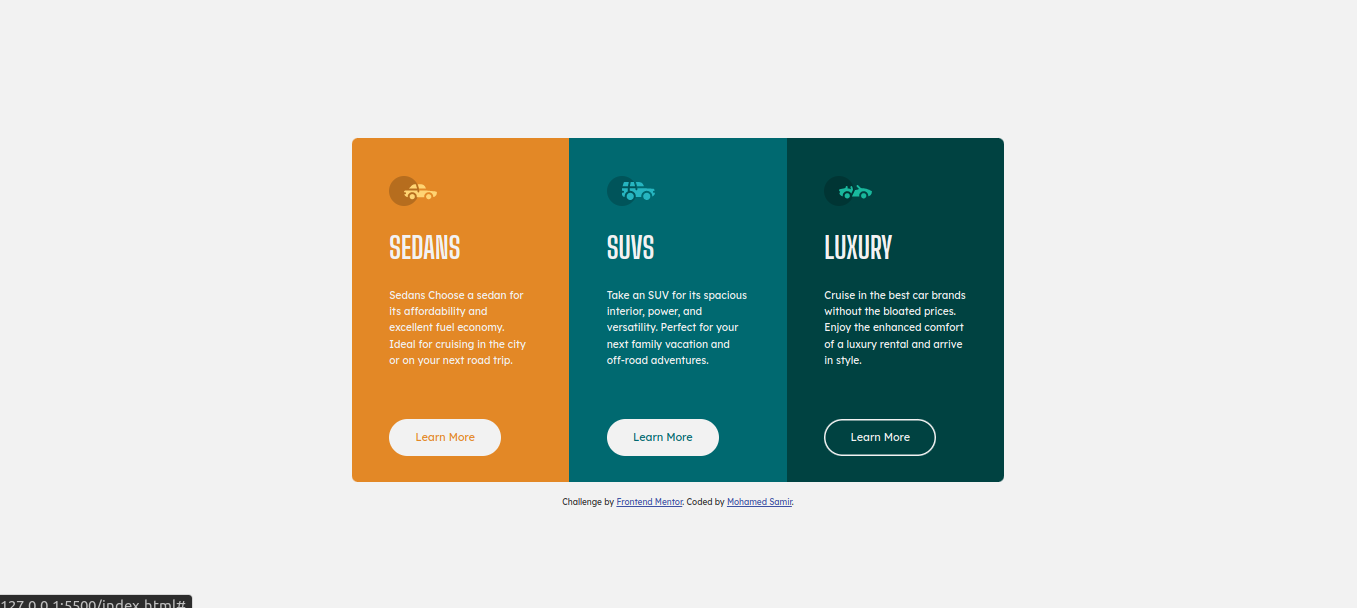 SEDANS
Sedans Choose a sedan for
its affordability and
excellent fuel economy.
Ideal for cruising in the city
or on your next road trip.
Learn More
SUVS
Take an SUV for its spacious
interior, power, and
versatility. Perfect for your
next family vacation and
off-road adventures.
Learn More
LUXURY
Cruise in the best car brands
without the bloated prices.
Enjoy the enhanced comfort
of a luxury rental and arrive
in style.
Learn More
Challenge by Frontend Mentor. Coded by Mohamed Samir.
127.0.0.1:5500/index.html#